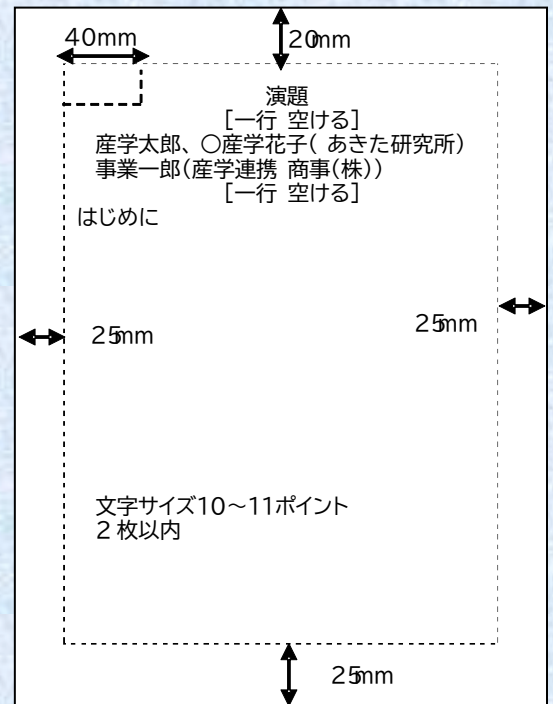 40mm
20mm
演題
[一行 空ける]
産学太郎、〇産学花子( あきた研究所)
事業一郎(産学連携 商事(株))
[一行 空ける]
はじめに
25mm
25mm
文字サイズ10～11ポイント
2 枚以内
25mm